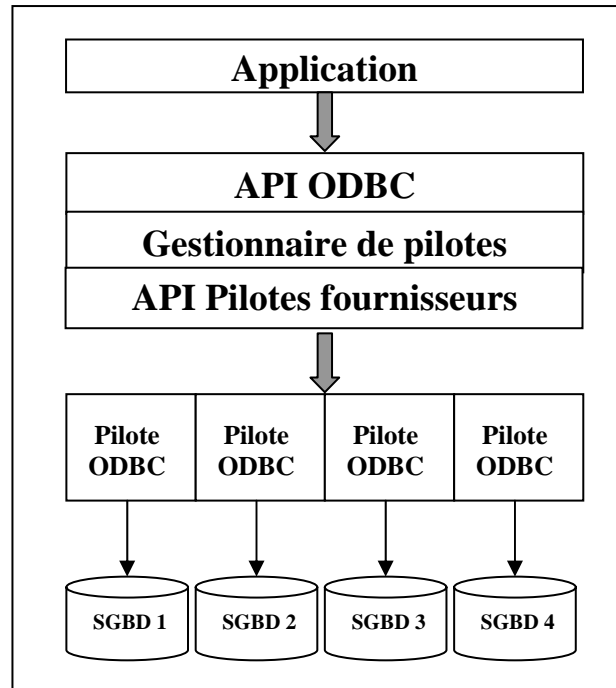 Application
API ODBC
Gestionnaire de pilotes
API Pilotes fournisseurs
Pilote
ODBC
Pilote
ODBC
Pilote
ODBC
Pilote
ODBC
SGBD 1
SGBD 2
SGBD 3
SGBD 4